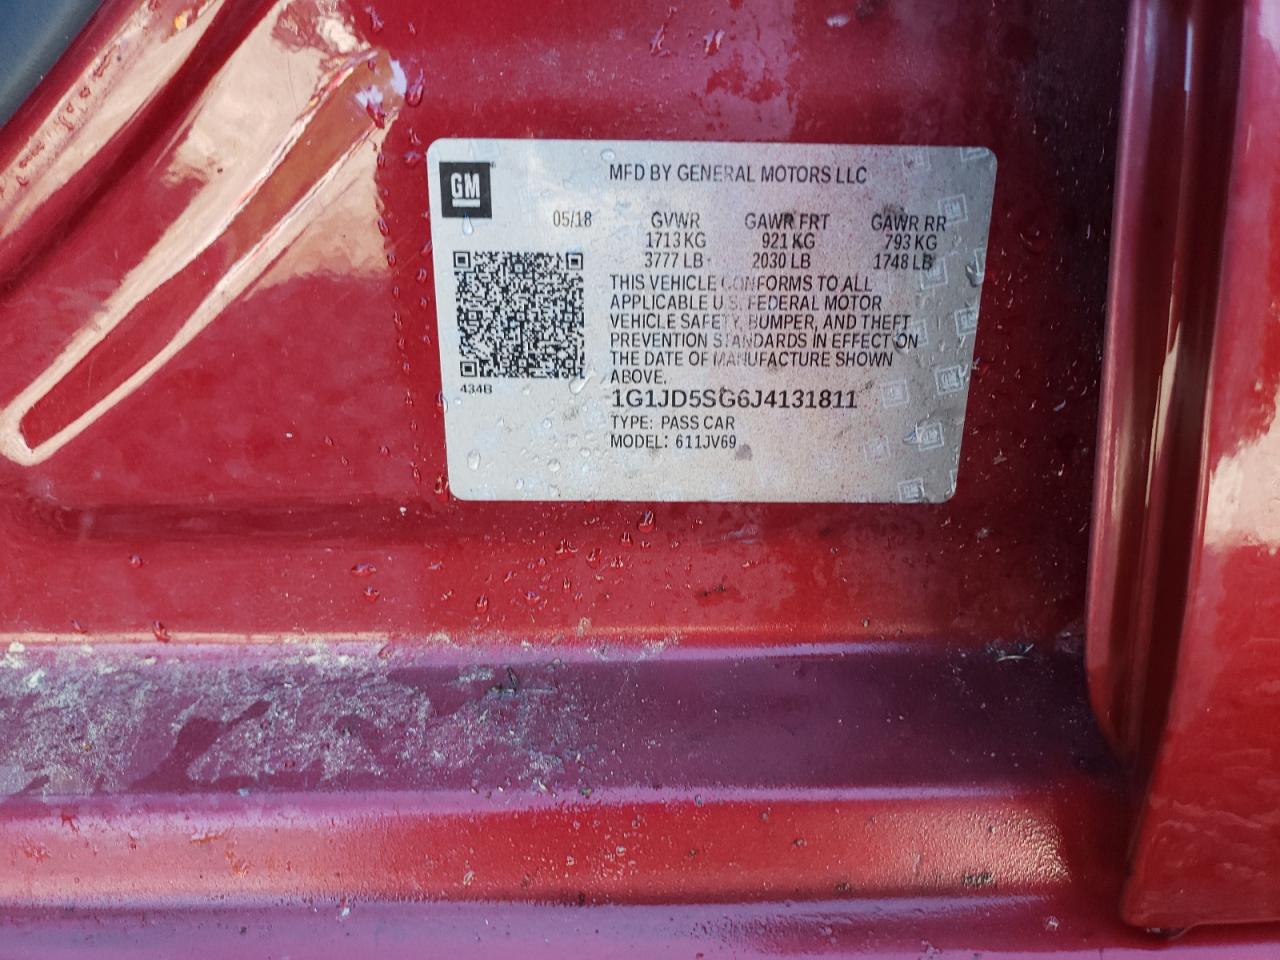 GM
MFD BY GENERAL MOTORS LLC
05/18 GVWR GAWR FRT GAWR RR
1713 KG 921 KG 793 KG
3777 LB 2030 LB 1748 LB
THIS VEHICLE CONFORMS TO ALL
APPLICABLE U.S. FEDERAL MOTOR
VEHICLE SAFETY, BUMPER, AND THEFT
PREVENTION STANDARDS IN EFFECT ON
THE DATE OF MANUFACTURE SHOWN
ABOVE.
434B
1G1JD5SG6J4131811
TYPE: PASS CAR
MODEL: 611JV69